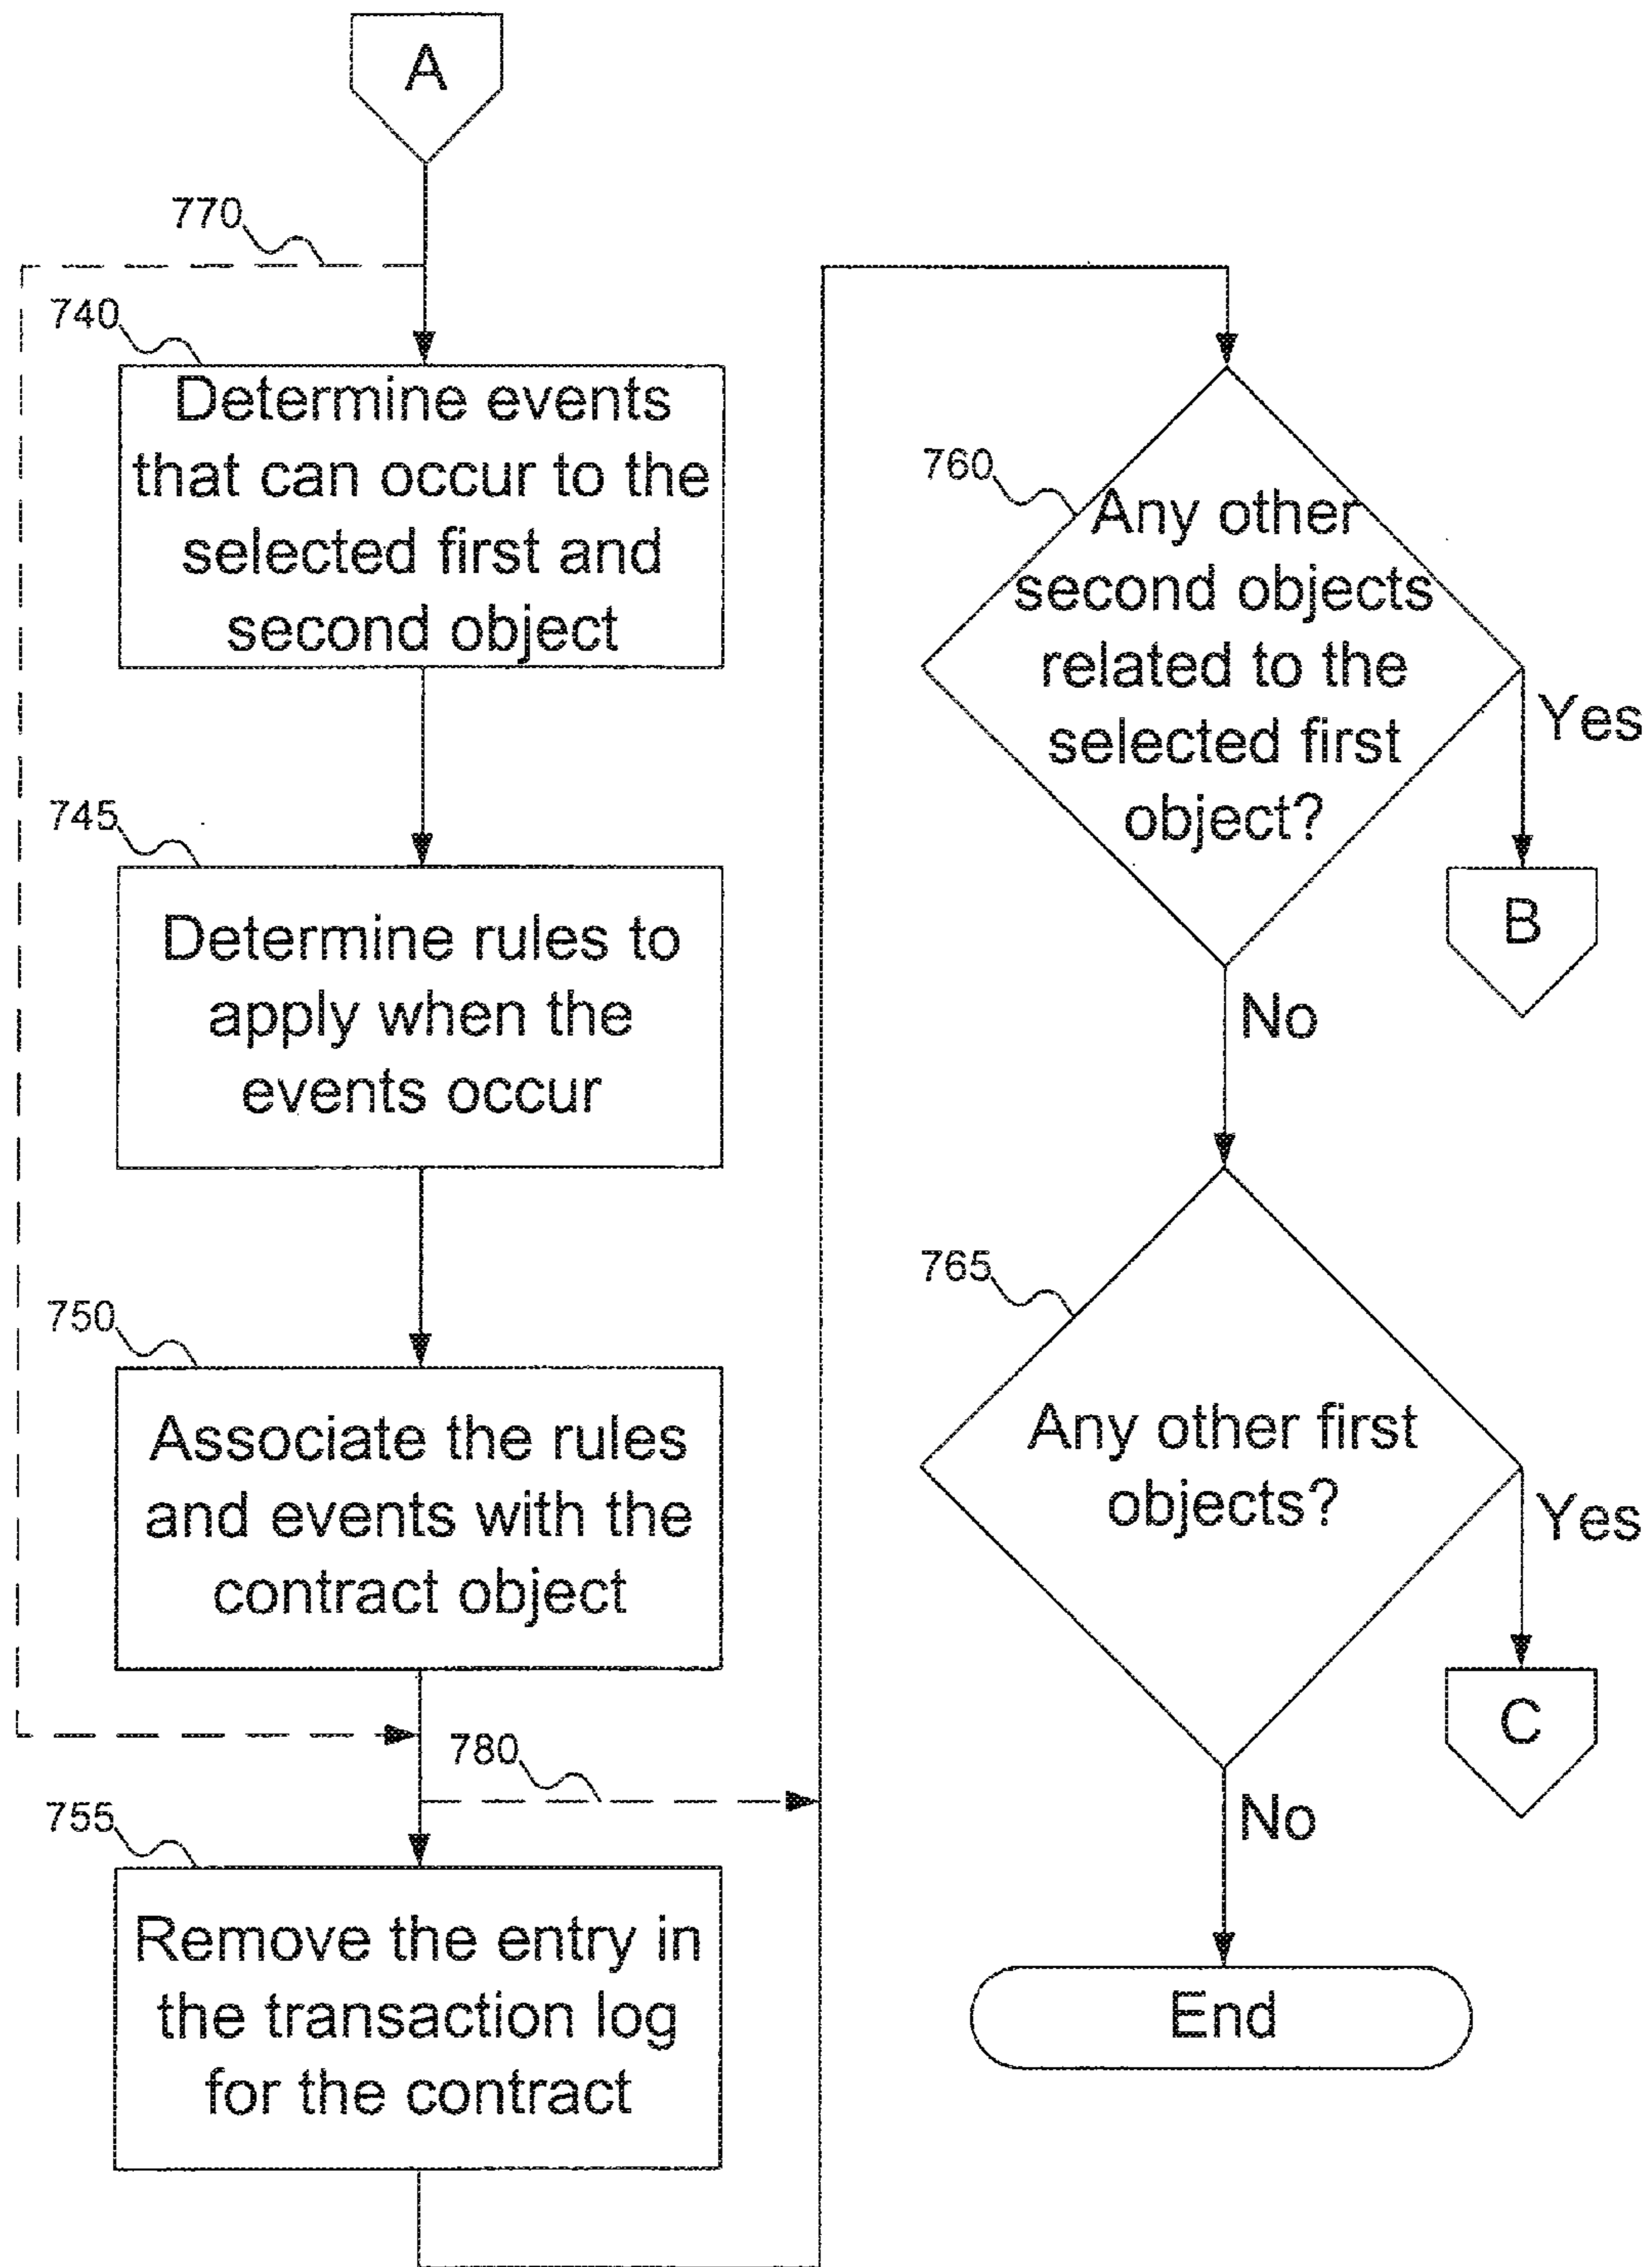 A
770
740
Determine events
that can occur to the
selected first and
second object
745
Determine rules to
apply when the
events occur
750
Associate the rules
and events with the
contract object
780
755
Remove the entry in
the transaction log
for the contract
760
Any other
second objects
related to the
selected first
object?
Yes
B
No
765
Any other first
objects?
Yes
C
No
End